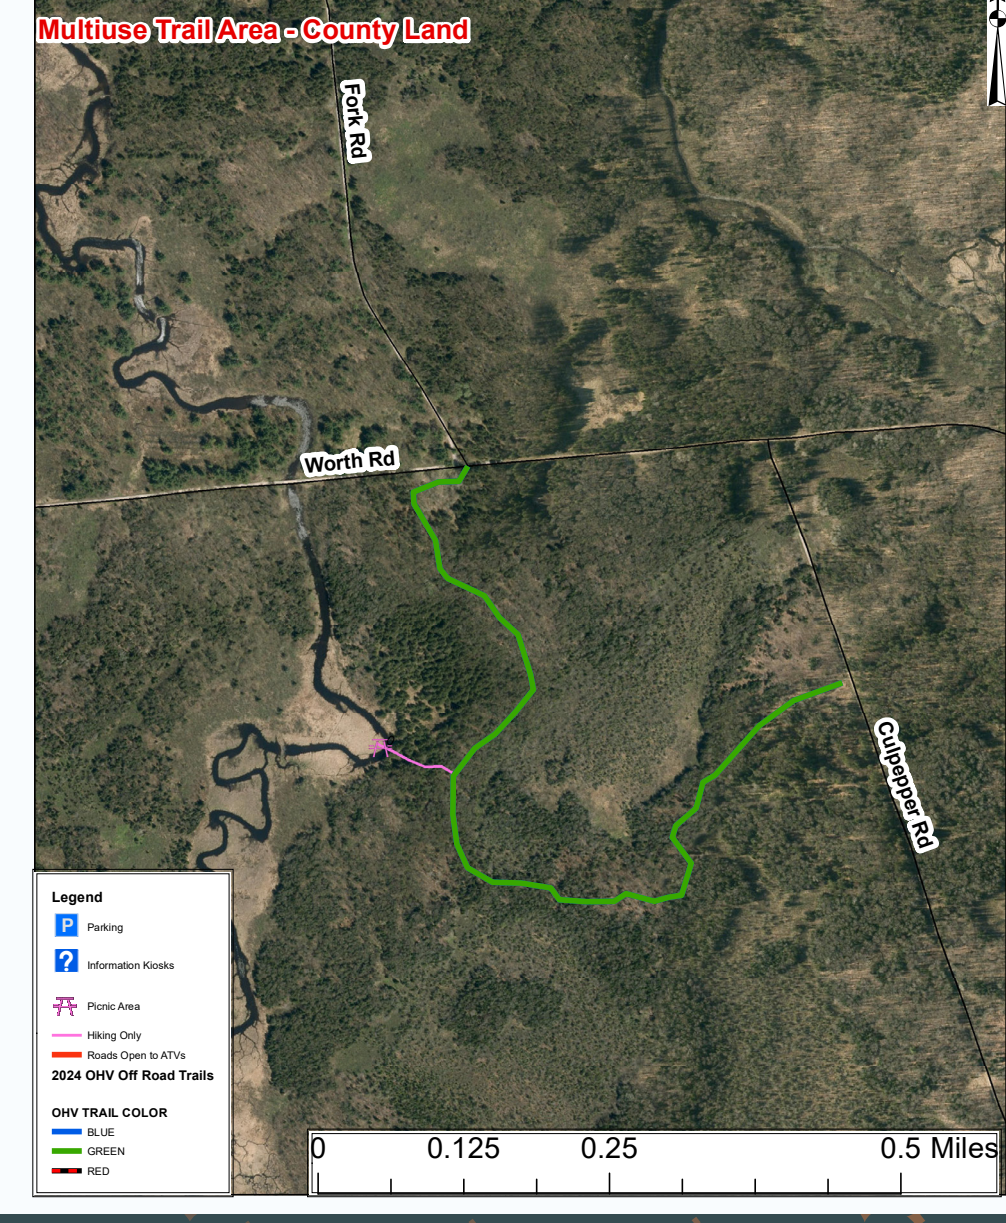 Multiuse Trail Area - County Land
Fork Rd
Worth Rd
Culpepper Rd
Legend
P Parking
? Information Kiosks
Picnic Area
Hiking Only
Roads Open to ATVs
2024 OHV Off Road Trails
OHV TRAIL COLOR
BLUE
GREEN
RED
0 0.125 0.25 0.5 Miles